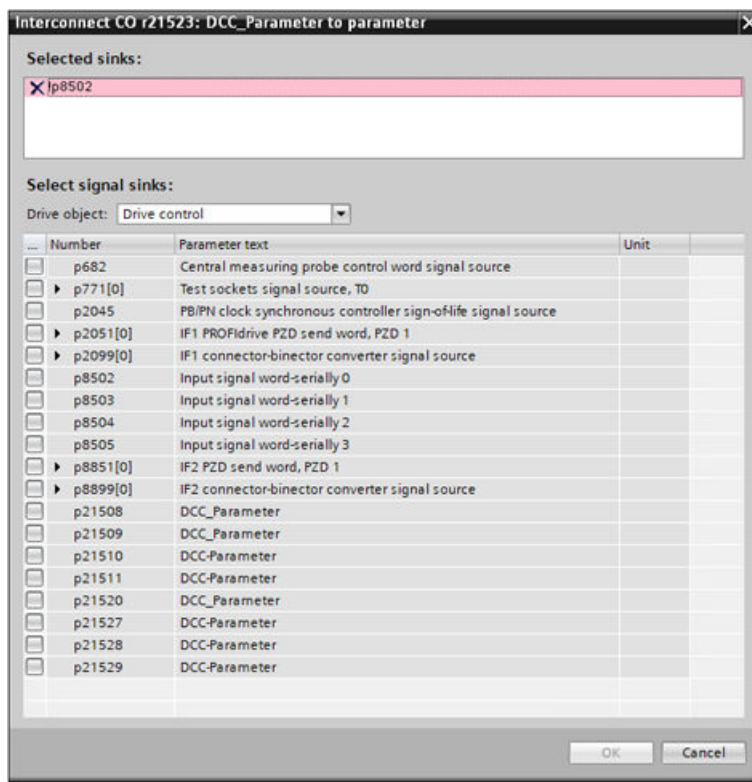 Interconnect CO r21523: DCC_Parameter to parameter
Selected sinks:
!p8502
Select signal sinks:
Drive object: Drive control
... Number Parameter text Unit
p682 Central measuring probe control word signal source
p771[0] Test sockets signal source, T0
p2045 PB/PN clock synchronous controller sign-of-life signal source
p2051[0] IF1 PROFIdrive PZD send word, PZD 1
p2099[0] IF1 connector-binector converter signal source
p8502 Input signal word-serially 0
p8503 Input signal word-serially 1
p8504 Input signal word-serially 2
p8505 Input signal word-serially 3
p8851[0] IF2 PZD send word, PZD 1
p8899[0] IF2 connector-binector converter signal source
p21508 DCC_Parameter
p21509 DCC_Parameter
p21510 DCC-Parameter
p21511 DCC-Parameter
p21520 DCC_Parameter
p21527 DCC-Parameter
p21528 DCC-Parameter
p21529 DCC-Parameter
OK Cancel